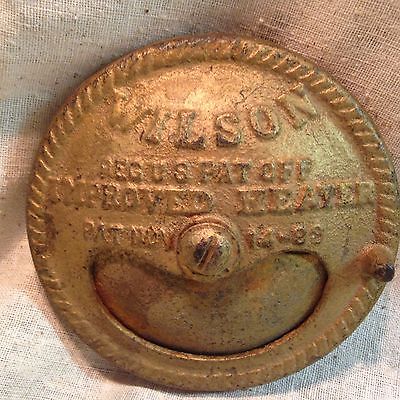 WILSON
REG U S PAT OFF
IMPROVED HEATER
PAT NOV 12-89